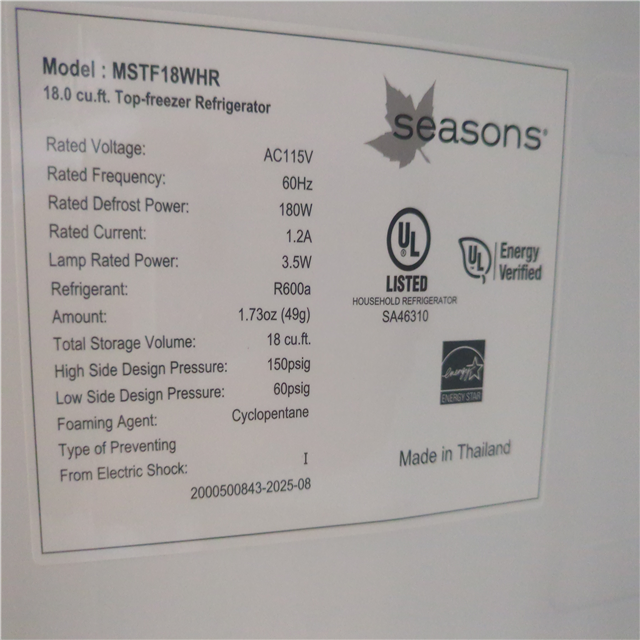 Model : MSTF18WHR
18.0 cu.ft. Top-freezer Refrigerator
seasons®
Rated Voltage: AC115V
Rated Frequency: 60Hz
Rated Defrost Power: 180W
Rated Current: 1.2A
Lamp Rated Power: 3.5W
Refrigerant: R600a
Amount: 1.73oz (49g)
Total Storage Volume: 18 cu.ft.
High Side Design Pressure: 150psig
Low Side Design Pressure: 60psig
Foaming Agent: Cyclopentane
Type of Preventing
From Electric Shock: I
2000500843-2025-08
UL
®
LISTED
HOUSEHOLD REFRIGERATOR
SA46310
UL
Energy
Verified
energy
ENERGY STAR
Made in Thailand